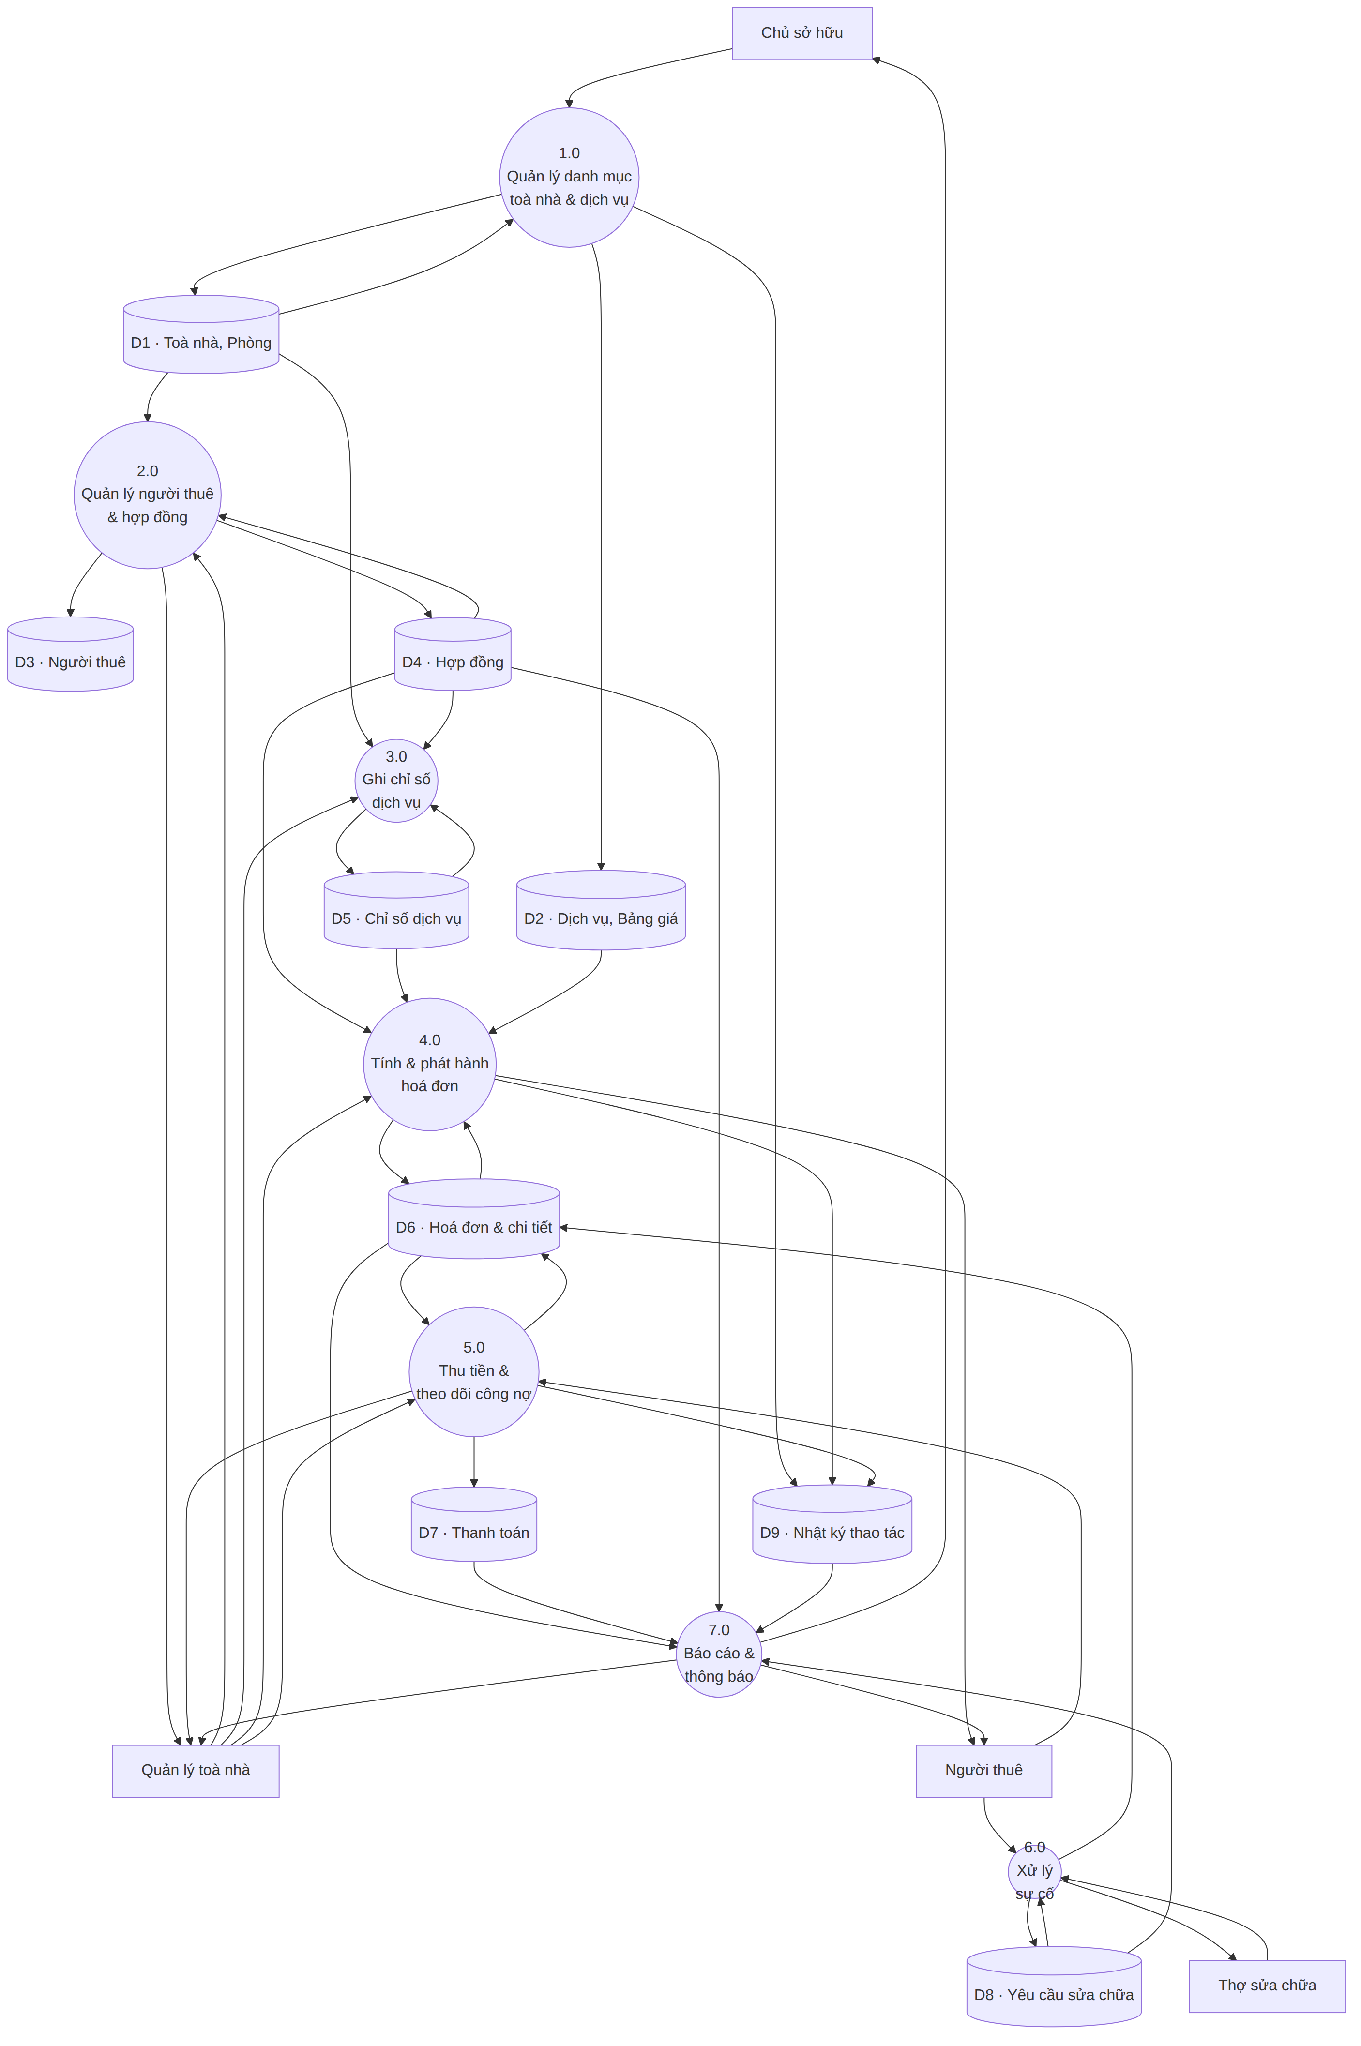 Chủ sở hữu
1.0
Quản lý danh mục
toà nhà & dịch vụ
D1 · Toà nhà, Phòng
2.0
Quản lý người thuê
& hợp đồng
D3 · Người thuê
D4 · Hợp đồng
3.0
Ghi chỉ số
dịch vụ
D5 · Chỉ số dịch vụ
D2 · Dịch vụ, Bảng giá
4.0
Tính & phát hành
hoá đơn
D6 · Hoá đơn & chi tiết
5.0
Thu tiền &
theo dõi công nợ
D7 · Thanh toán
D9 · Nhật ký thao tác
7.0
Báo cáo &
thông báo
Quản lý toà nhà
Người thuê
6.0
Xử lý
sự cố
D8 · Yêu cầu sửa chữa
Thợ sửa chữa